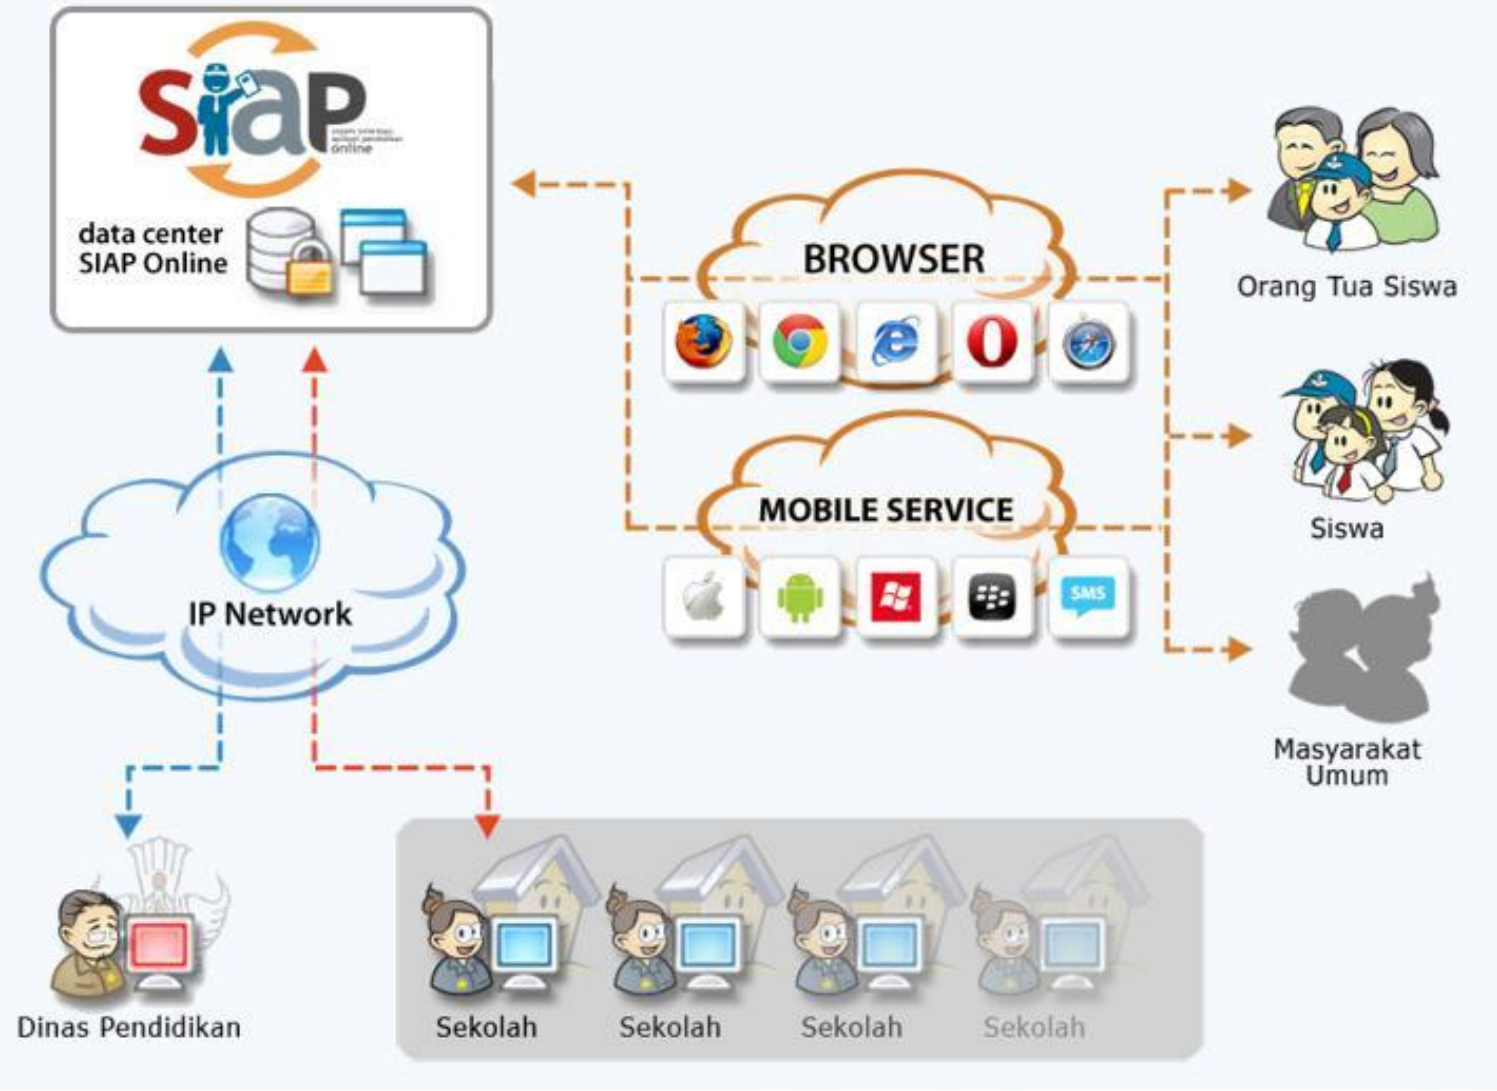 SiAP
online
data center
SIAP Online
BROWSER
Orang Tua Siswa
MOBILE SERVICE
SMS
Siswa
IP Network
Masyarakat
Umum
Dinas Pendidikan
Sekolah
Sekolah
Sekolah
Sekolah